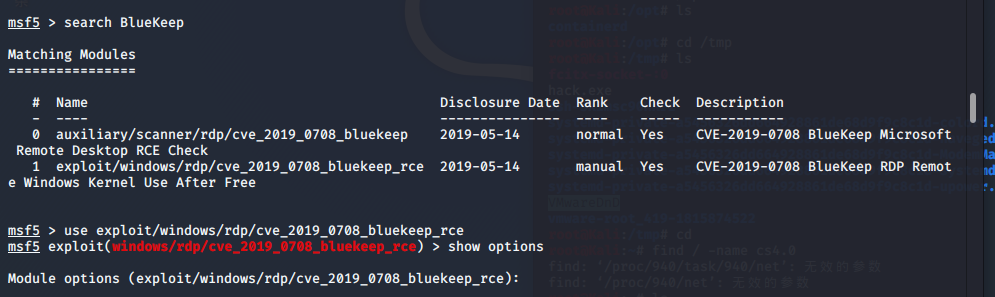 msf5 > search BlueKeep
Matching Modules
================
# Name Disclosure Date Rank Check Description
- ---- --------------- ---- ----- -----------
0 auxiliary/scanner/rdp/cve_2019_0708_bluekeep 2019-05-14 normal Yes CVE-2019-0708 BlueKeep Microsoft
Remote Desktop RCE Check
1 exploit/windows/rdp/cve_2019_0708_bluekeep_rce 2019-05-14 manual Yes CVE-2019-0708 BlueKeep RDP Remot
e Windows Kernel Use After Free
msf5 > use exploit/windows/rdp/cve_2019_0708_bluekeep_rce
msf5 exploit(windows/rdp/cve_2019_0708_bluekeep_rce) > show options
Module options (exploit/windows/rdp/cve_2019_0708_bluekeep_rce):
ls
cd /tmp
ls
hack.exe
cd
find / -name cs4.0
find: '/proc/940/task/940/net': 无效的参数
find: '/proc/940/net': 无效的参数